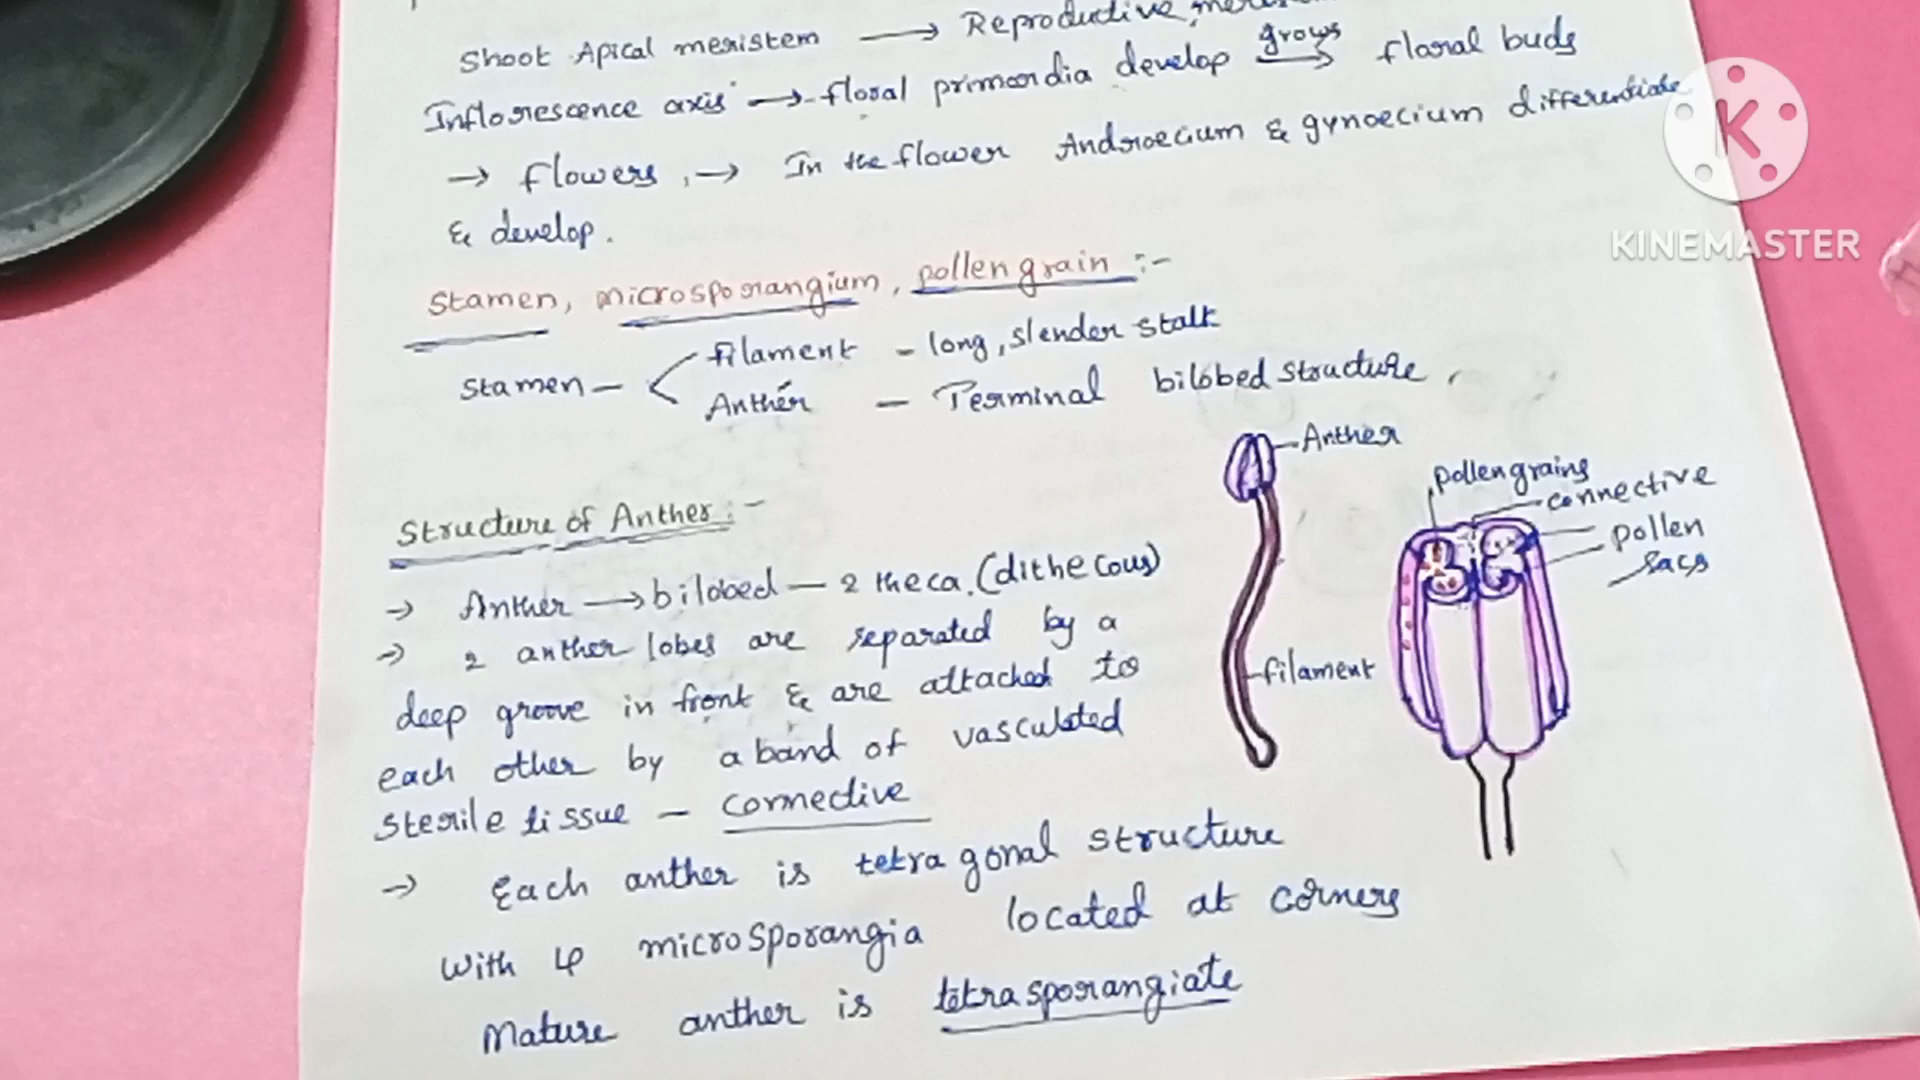 Shoot Apical meristem → Reproductive
Inflorescence axis → floral primordia develop grows → floral buds
→ flowers, → In the flower Androecium & gynoecium differentiate
& develop.
Stamen, microsporangium, pollen grain :-
Stamen – Filament – long, slender stalk
Anther – Terminal bilobed structure
Anther
filament
pollen grains
connective
pollen
sacs
Structure of Anther :-
→ Anther → bilobed – 2 theca. (dithecous)
→ 2 anther lobes are separated by a
deep groove in front & are attached to
each other by a band of vasculated
sterile tissue – connective
→ Each anther is tetragonal structure
with 4 microsporangia located at corners
Mature anther is tetrasporangiate
KINEMASTER